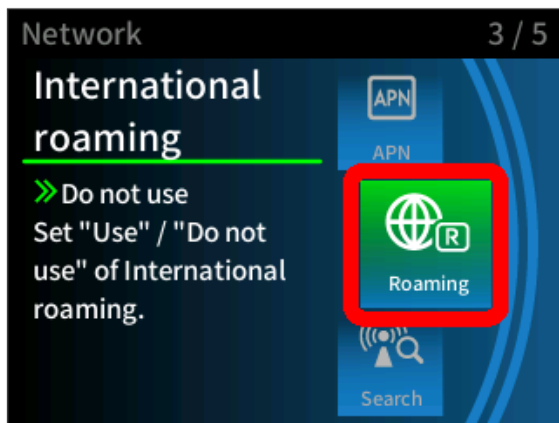 Network 3 / 5
International
roaming
Do not use
Set "Use" / "Do not
use" of International
roaming.
APN
APN
R
Roaming
Search